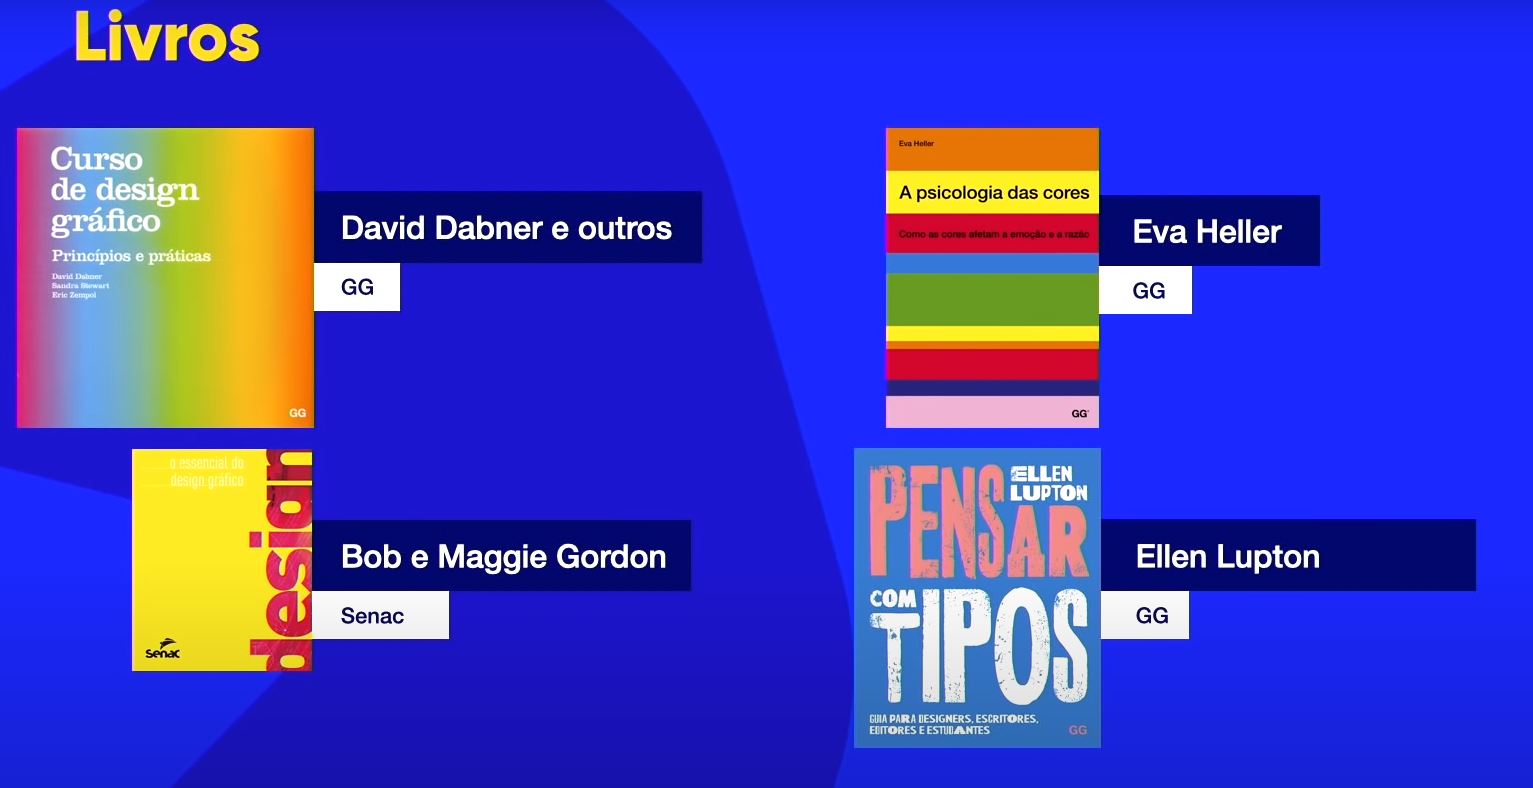 Livros
Curso
de design
gráfico
Princípios e práticas
David Dabner
Sandra Stewart
Eric Zempol
GG
David Dabner e outros
GG
Eva Heller
A psicologia das cores
Como as cores afetam a emoção e a razão
GG
Eva Heller
GG
o essencial do
design gráfico
design
Senac
Bob e Maggie Gordon
Senac
PENSAR
ELLEN
LUPTON
COM
TIPOS
GUIA PARA DESIGNERS, ESCRITORES,
EDITORES E ESTUDANTES
GG
Ellen Lupton
GG